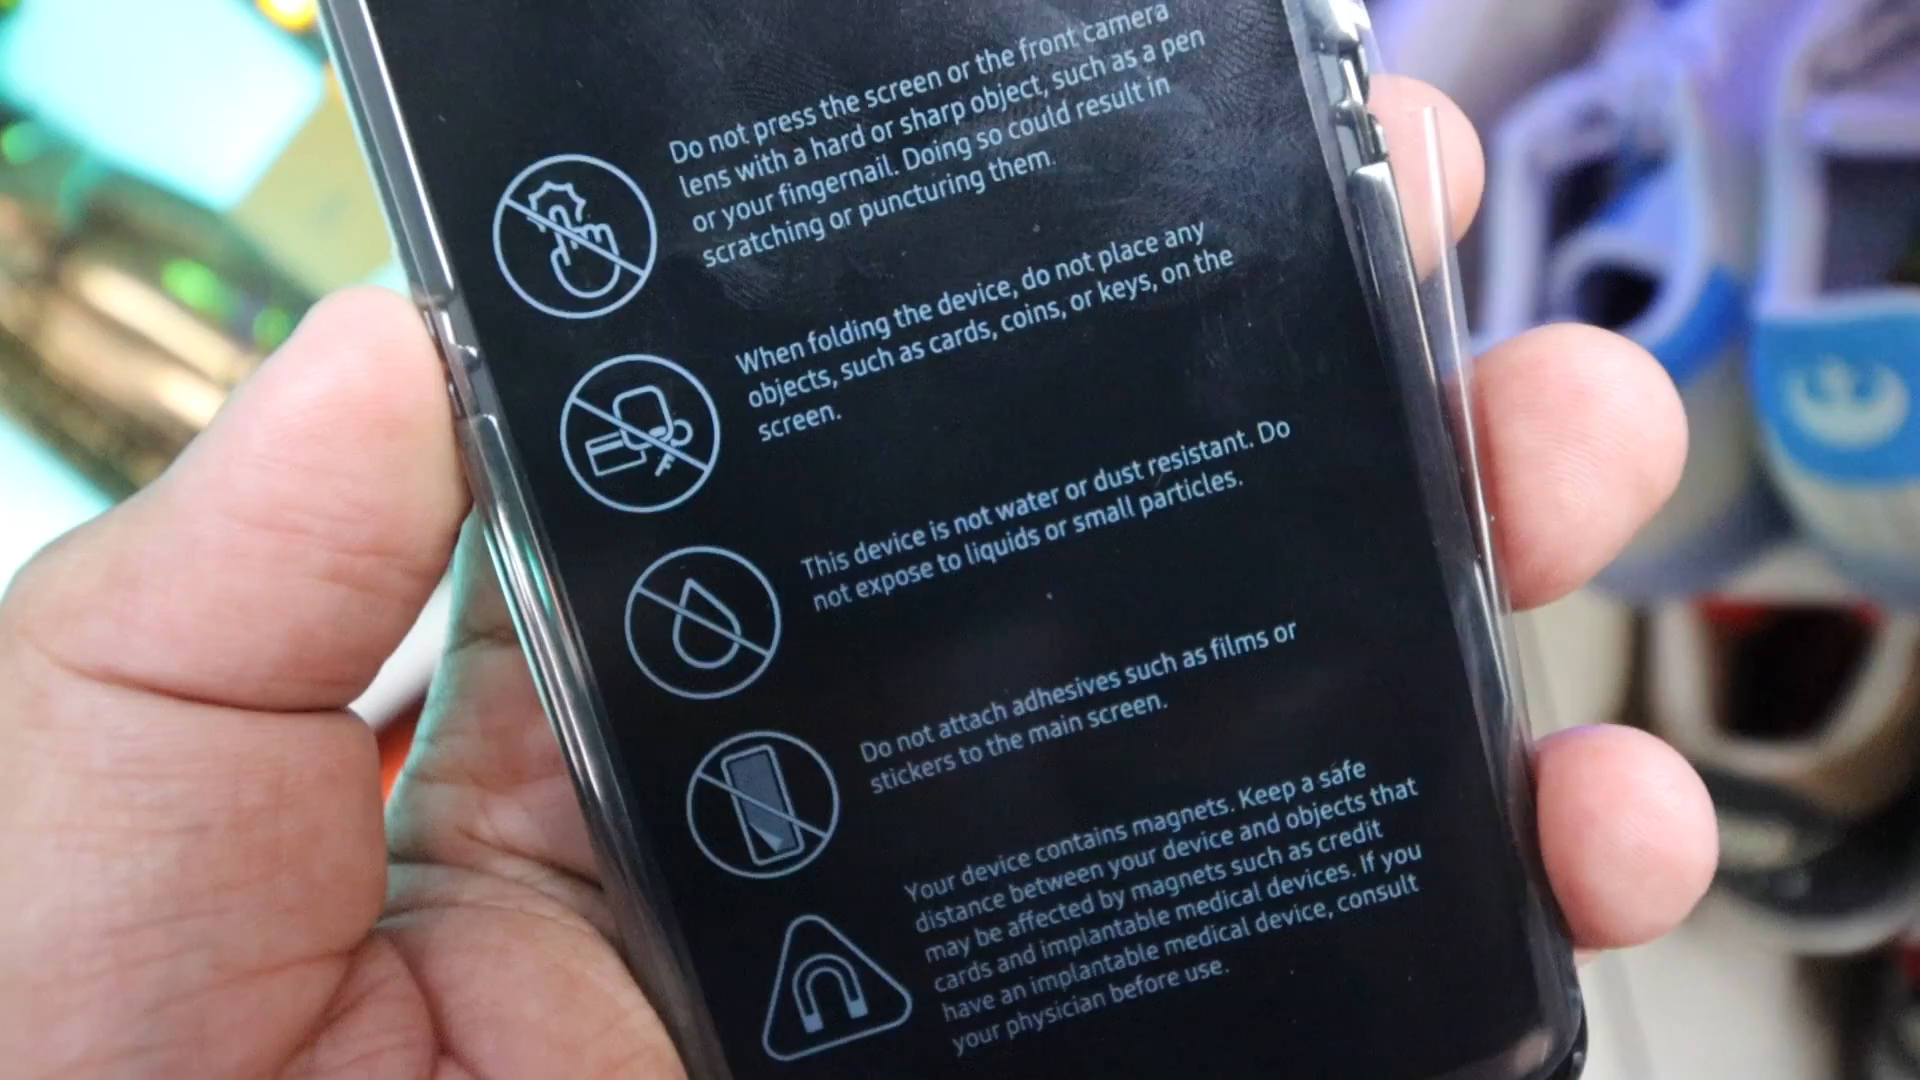 Do not press the screen or the front camera
lens with a hard or sharp object, such as a pen
or your fingernail. Doing so could result in
scratching or puncturing them.
When folding the device, do not place any
objects, such as cards, coins, or keys, on the
screen.
This device is not water or dust resistant. Do
not expose to liquids or small particles.
Do not attach adhesives such as films or
stickers to the main screen.
Your device contains magnets. Keep a safe
distance between your device and objects that
may be affected by magnets such as credit
cards and implantable medical devices. If you
have an implantable medical device, consult
your physician before use.